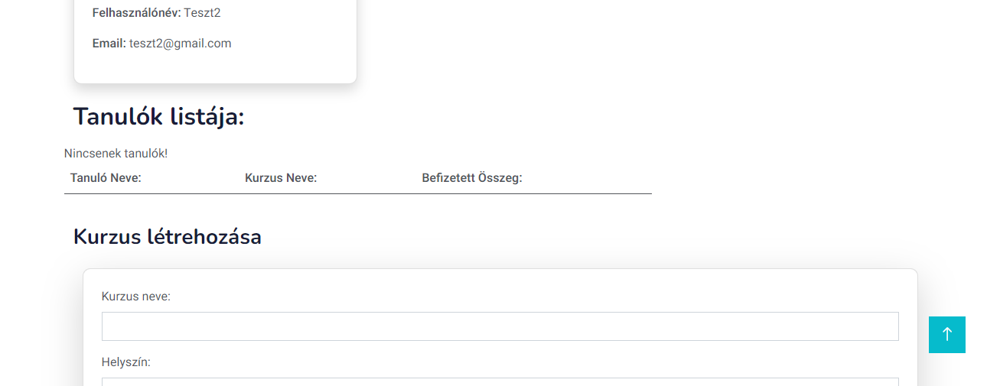 Felhasználónév: Teszt2
Email: teszt2@gmail.com
Tanulók listája:
Nincsenek tanulók!
Tanuló Neve: Kurzus Neve: Befizetett Összeg:
Kurzus létrehozása
Kurzus neve:
Helyszín: